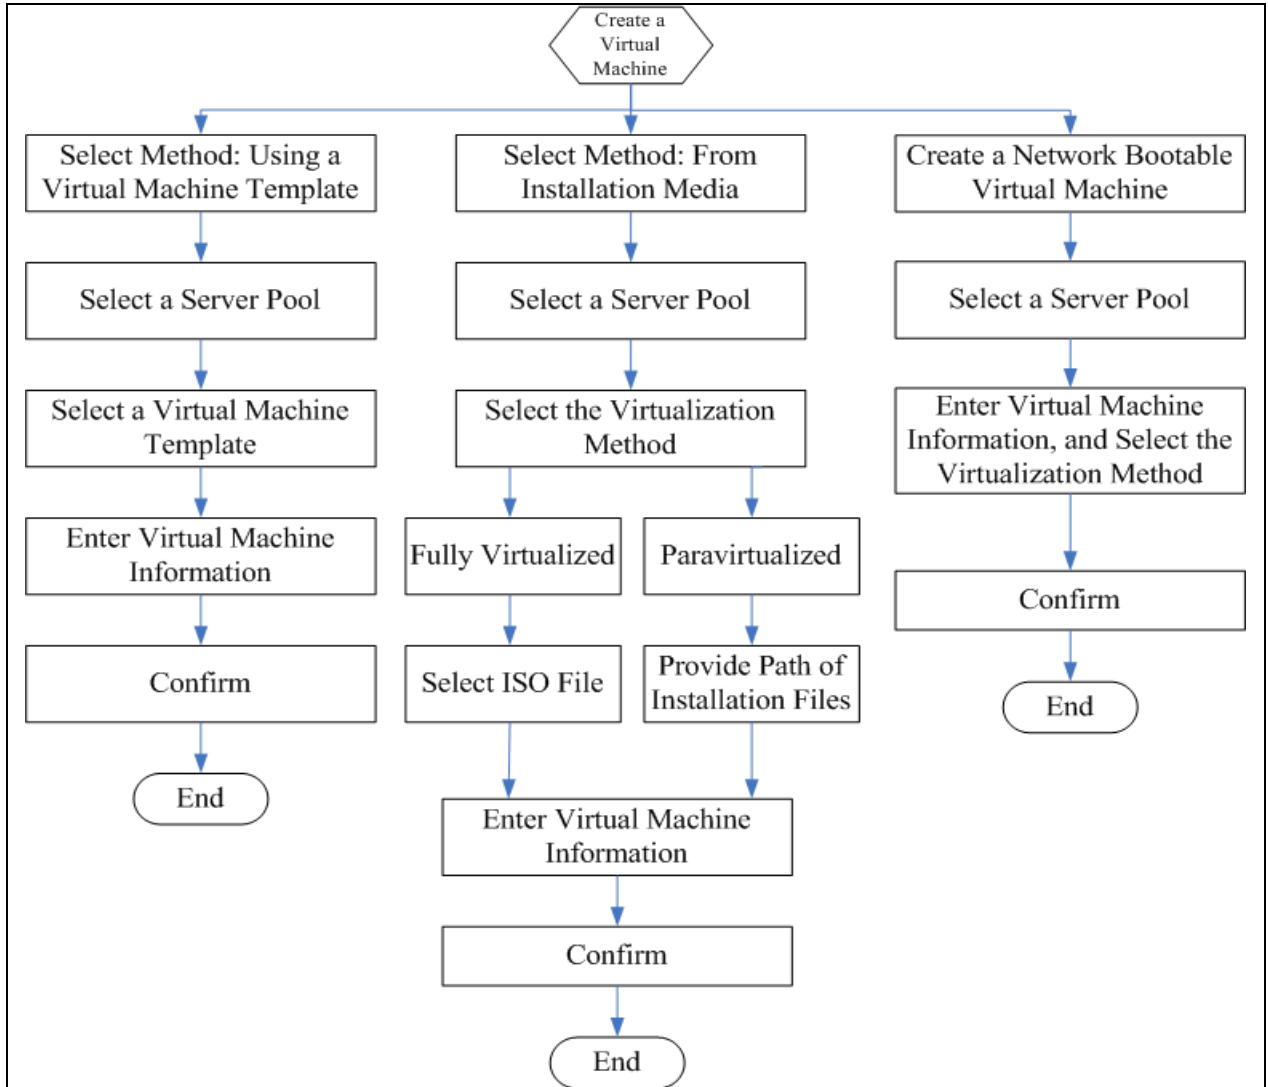 Create a
Virtual
Machine
Select Method: Using a
Virtual Machine Template
Select a Server Pool
Select a Virtual Machine
Template
Enter Virtual Machine
Information
Confirm
End
Select Method: From
Installation Media
Select a Server Pool
Select the Virtualization
Method
Fully Virtualized
Select ISO File
Paravirtualized
Provide Path of
Installation Files
Enter Virtual Machine
Information
Confirm
End
Create a Network Bootable
Virtual Machine
Select a Server Pool
Enter Virtual Machine
Information, and Select the
Virtualization Method
Confirm
End